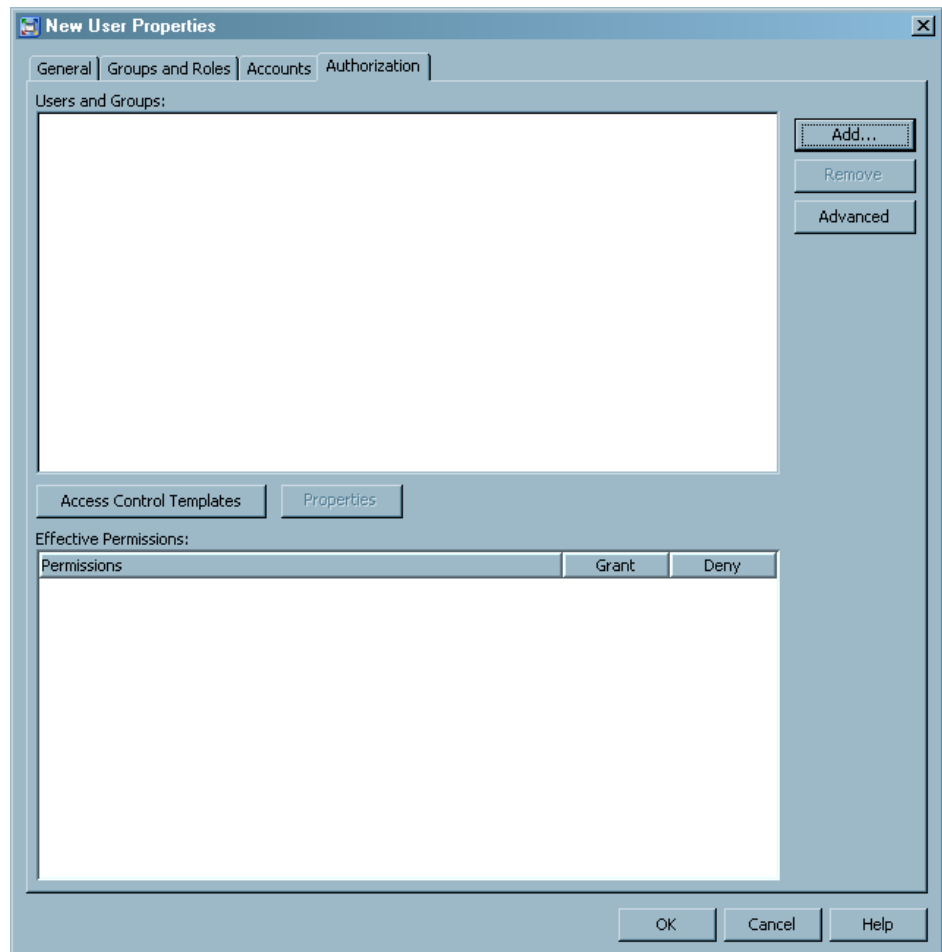 New User Properties
General Groups and Roles Accounts Authorization
Users and Groups:
Add...
Remove
Advanced
Access Control Templates Properties
Effective Permissions:
Permissions Grant Deny
OK Cancel Help